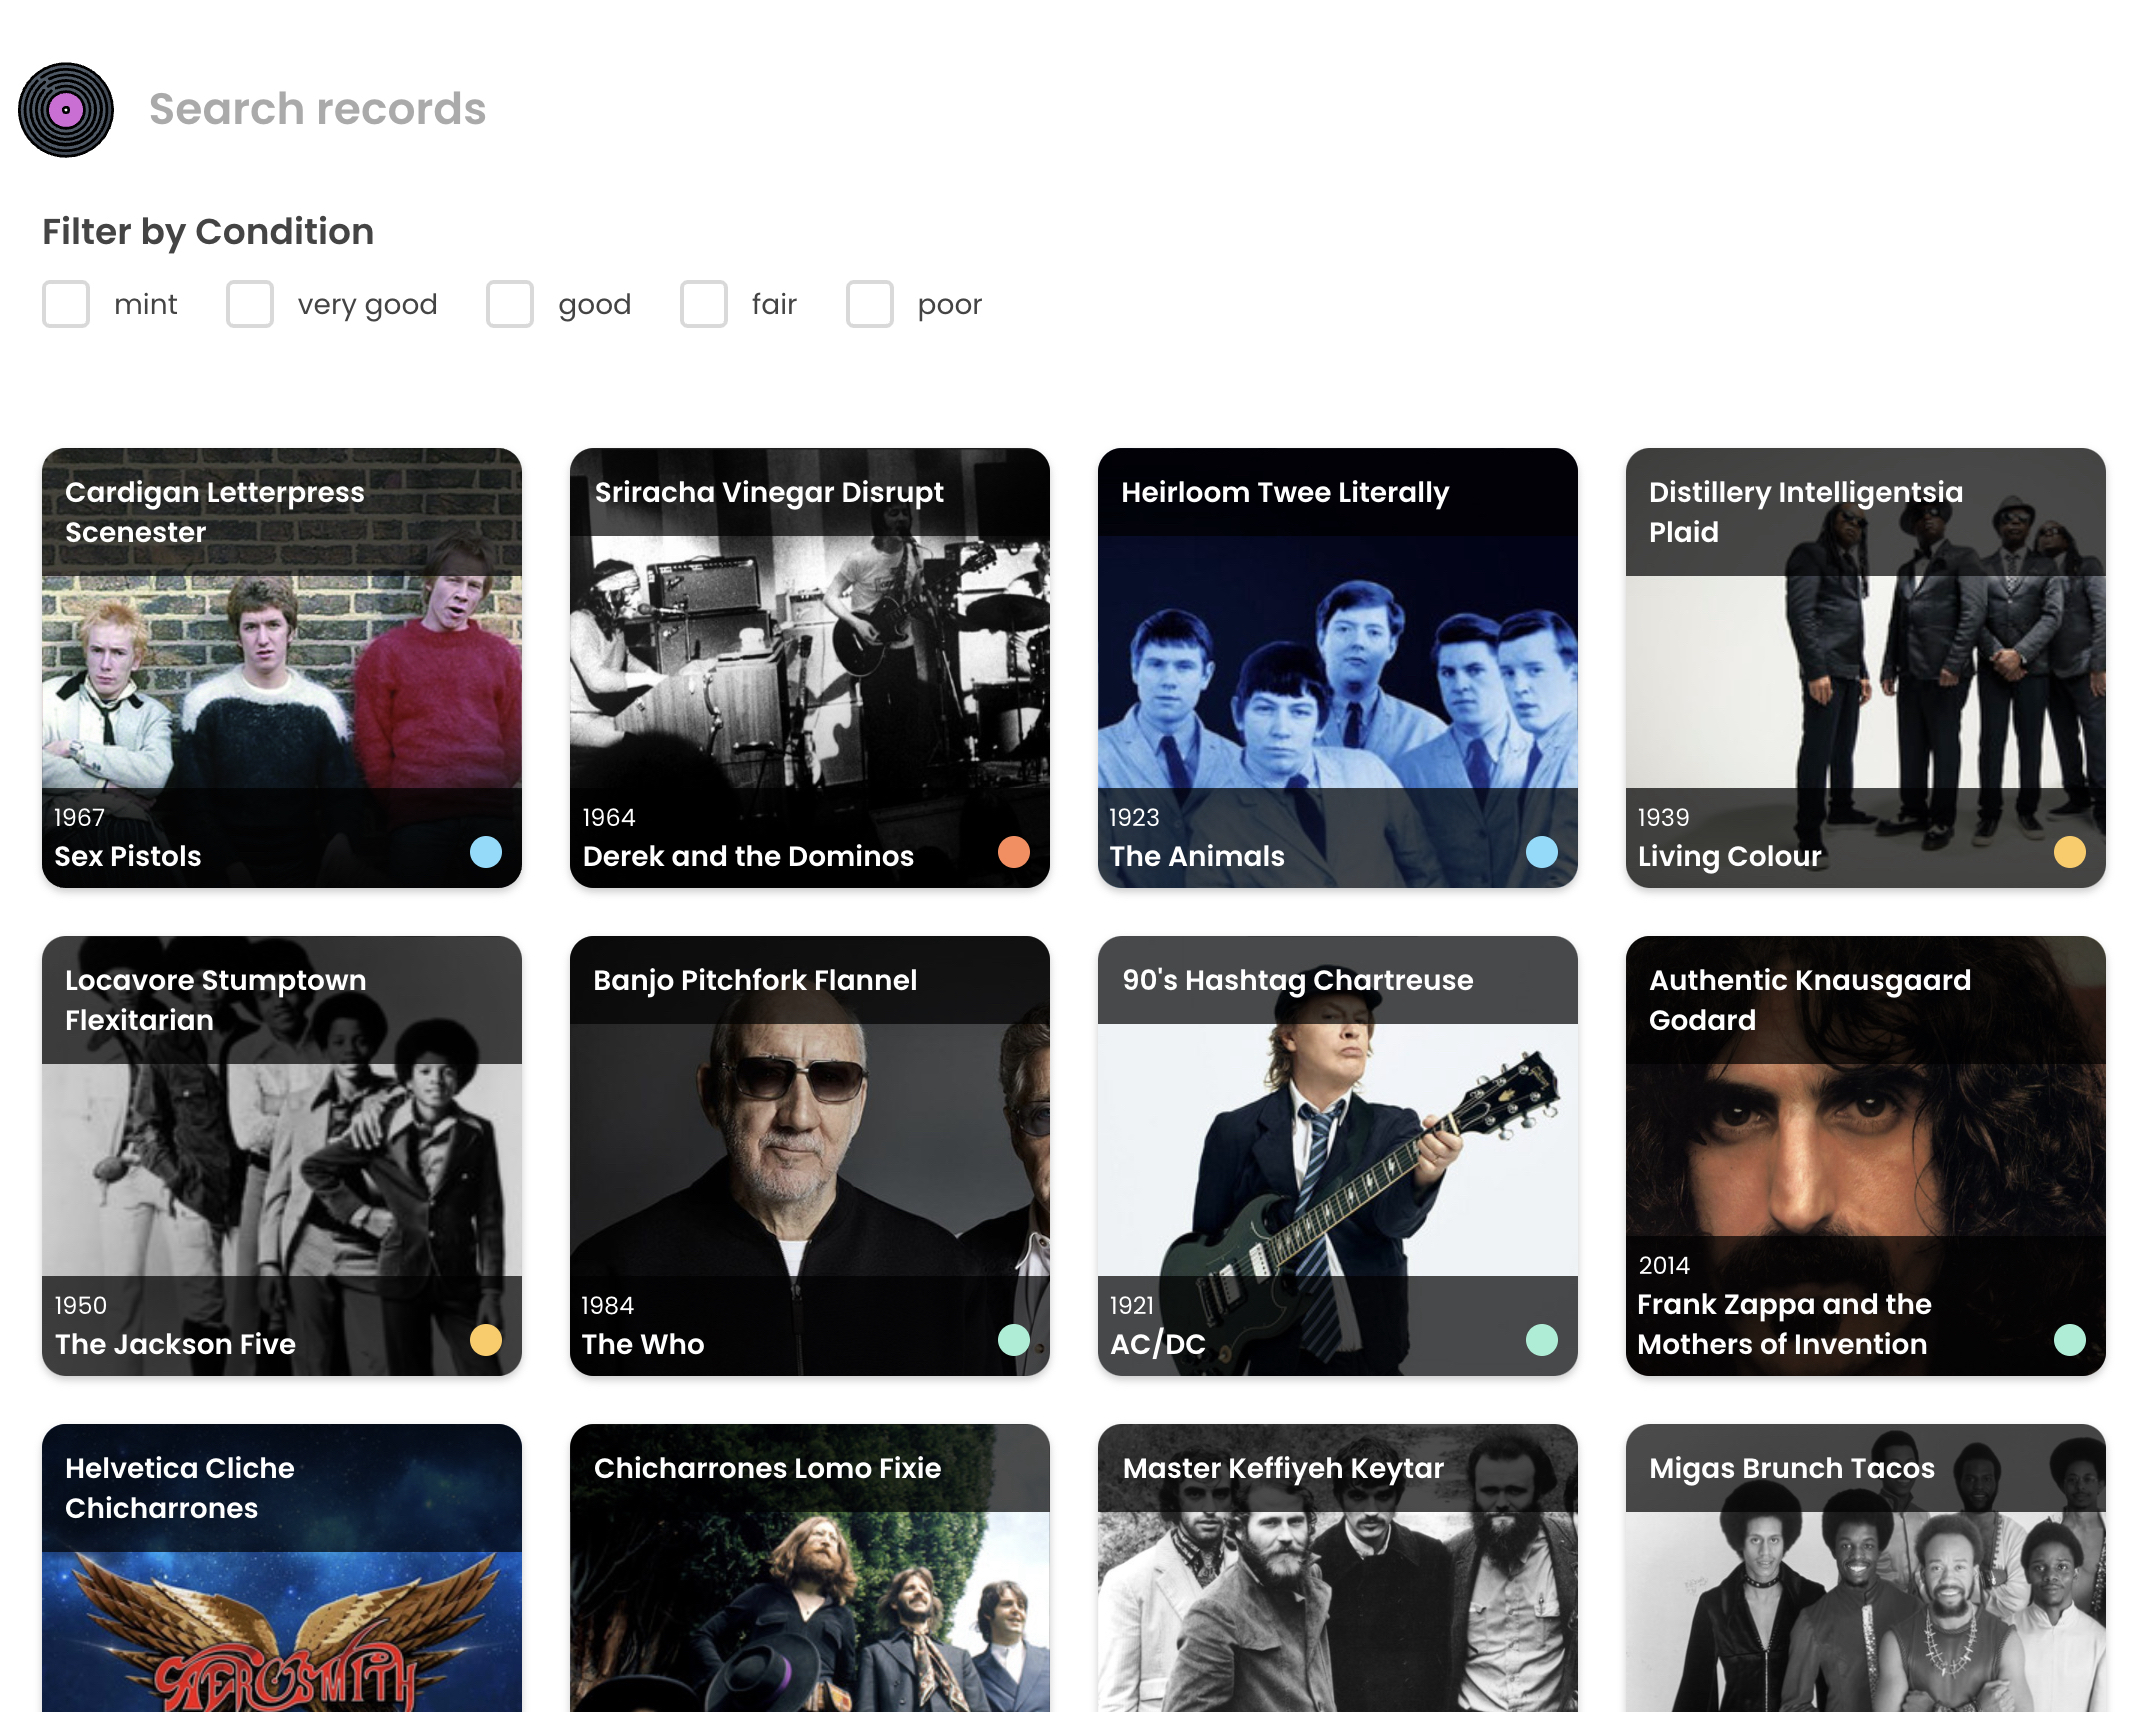 Search records
Filter by Condition
mint
very good
good
fair
poor
Cardigan Letterpress
Scenester
1967
Sex Pistols
Sriracha Vinegar Disrupt
1964
Derek and the Dominos
Heirloom Twee Literally
1923
The Animals
Distillery Intelligentsia
Plaid
1939
Living Colour
Locavore Stumptown
Flexitarian
1950
The Jackson Five
Banjo Pitchfork Flannel
1984
The Who
90's Hashtag Chartreuse
1921
AC/DC
Authentic Knausgaard
Godard
2014
Frank Zappa and the
Mothers of Invention
Helvetica Cliche
Chicharrones
AEROSMITH
Chicharrones Lomo Fixie
Master Keffiyeh Keytar
Migas Brunch Tacos